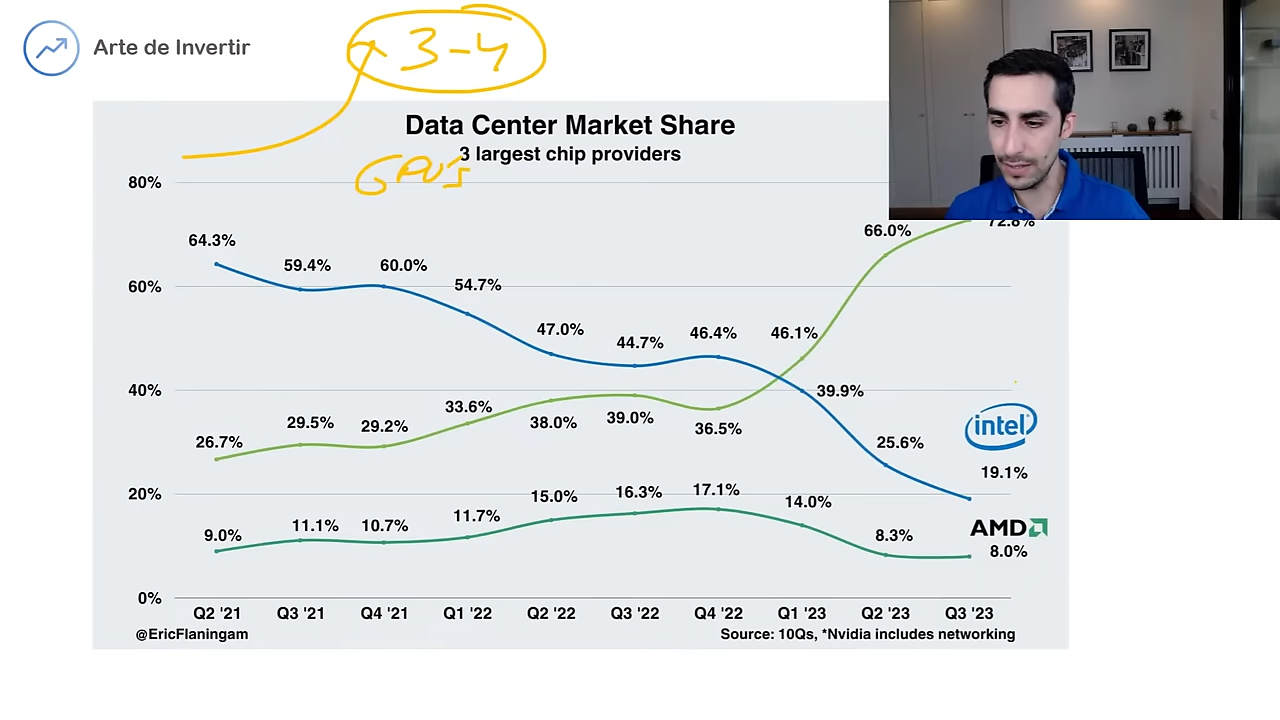 Arte de Invertir
3-4
Data Center Market Share
3 largest chip providers
GPU's
80%
60%
40%
20%
0%
64.3%
59.4%
60.0%
54.7%
47.0%
44.7%
46.4%
46.1%
66.0%
72.8%
39.9%
25.6%
intel
19.1%
26.7%
29.5%
29.2%
33.6%
38.0%
39.0%
36.5%
9.0%
11.1%
10.7%
11.7%
15.0%
16.3%
17.1%
14.0%
8.3%
AMD
8.0%
Q2 '21
Q3 '21
Q4 '21
Q1 '22
Q2 '22
Q3 '22
Q4 '22
Q1 '23
Q2 '23
Q3 '23
@EricFlaningam
Source: 10Qs, *Nvidia includes networking